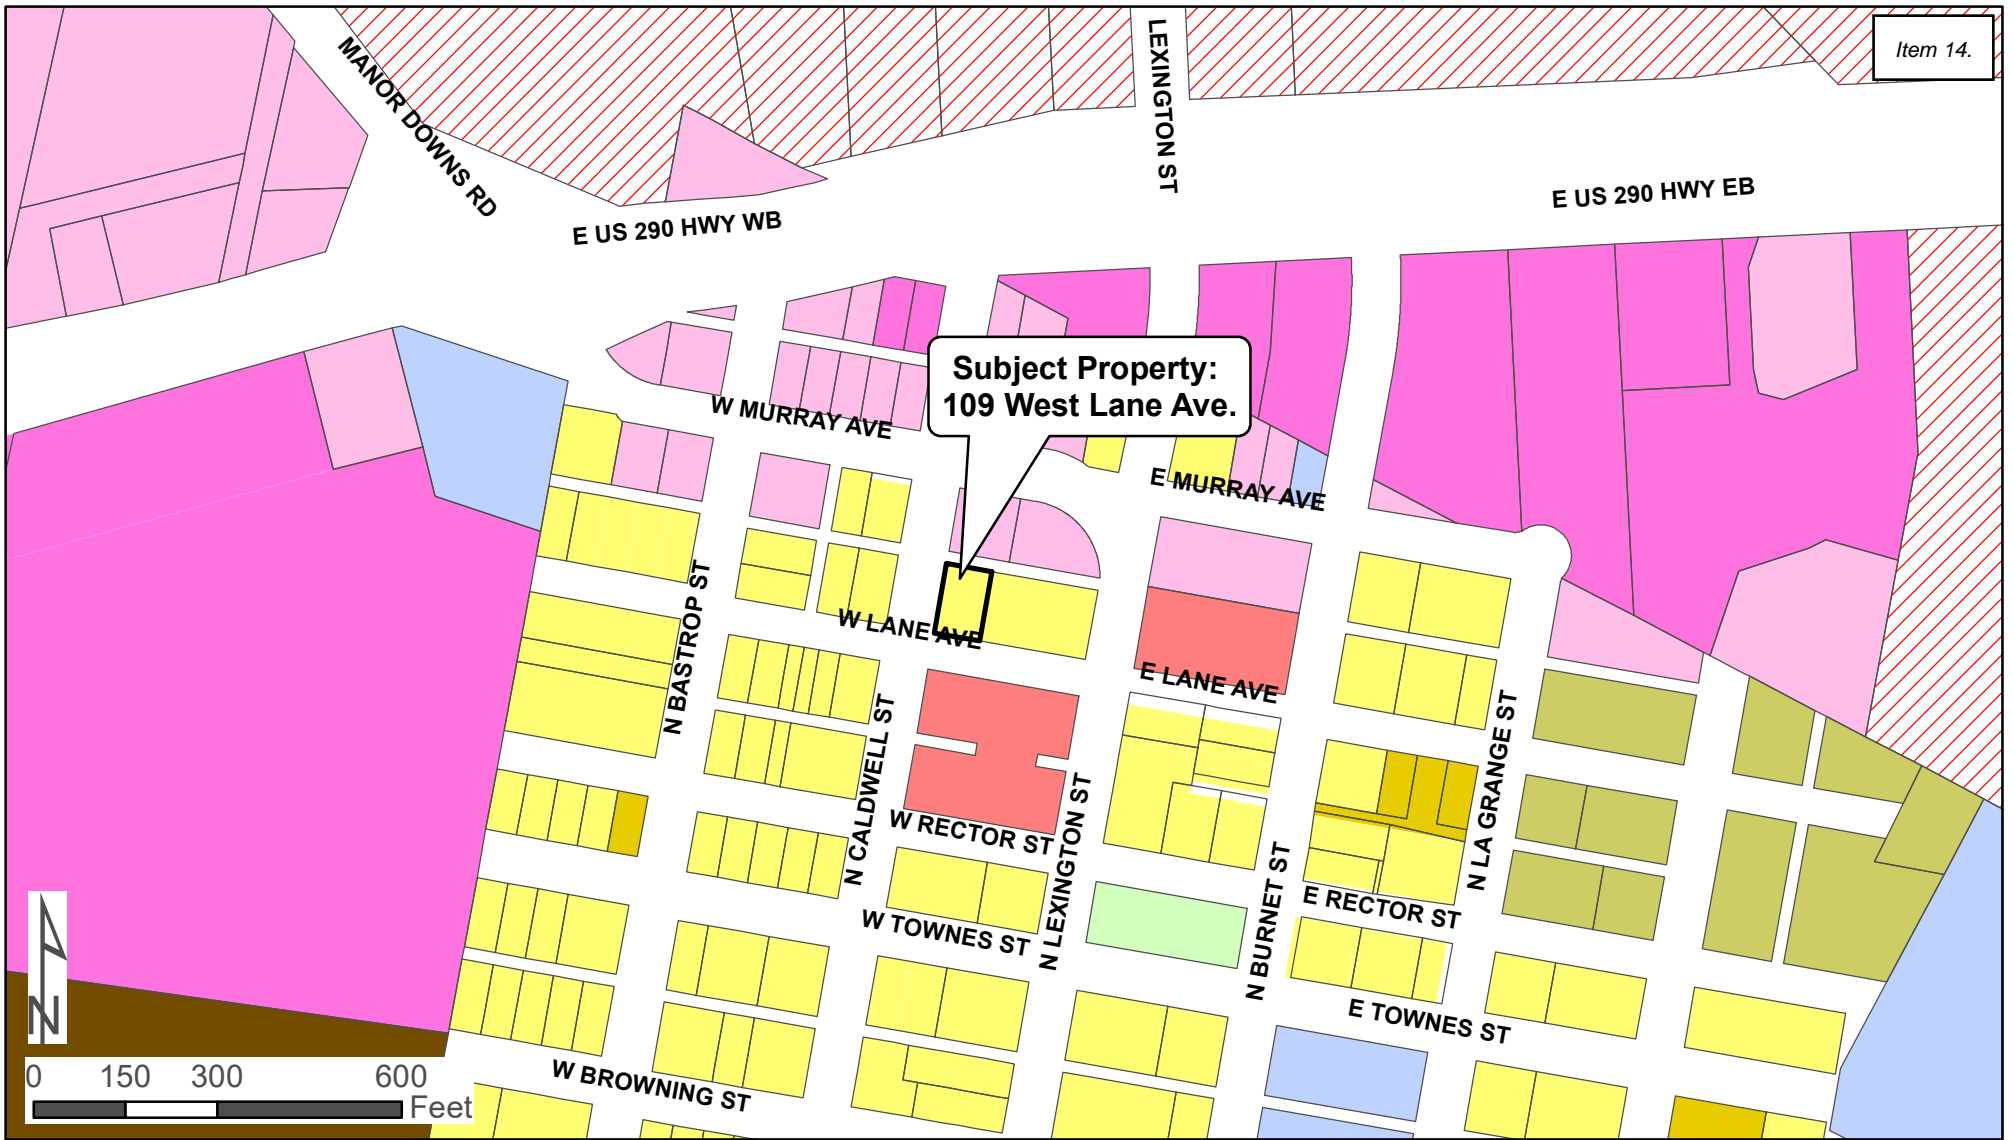 Item 14.
MANOR DOWNS RD
LEXINGTON ST
E US 290 HWY WB
E US 290 HWY EB
Subject Property:
109 West Lane Ave.
W MURRAY AVE
E MURRAY AVE
N BASTROP ST
W LANE AVE
E LANE AVE
N CALDWELL ST
N LA GRANGE ST
W RECTOR ST
N LEXINGTON ST
N BURNET ST
E RECTOR ST
W TOWNES ST
E TOWNES ST
W BROWNING ST
N
0 150 300 600
Feet